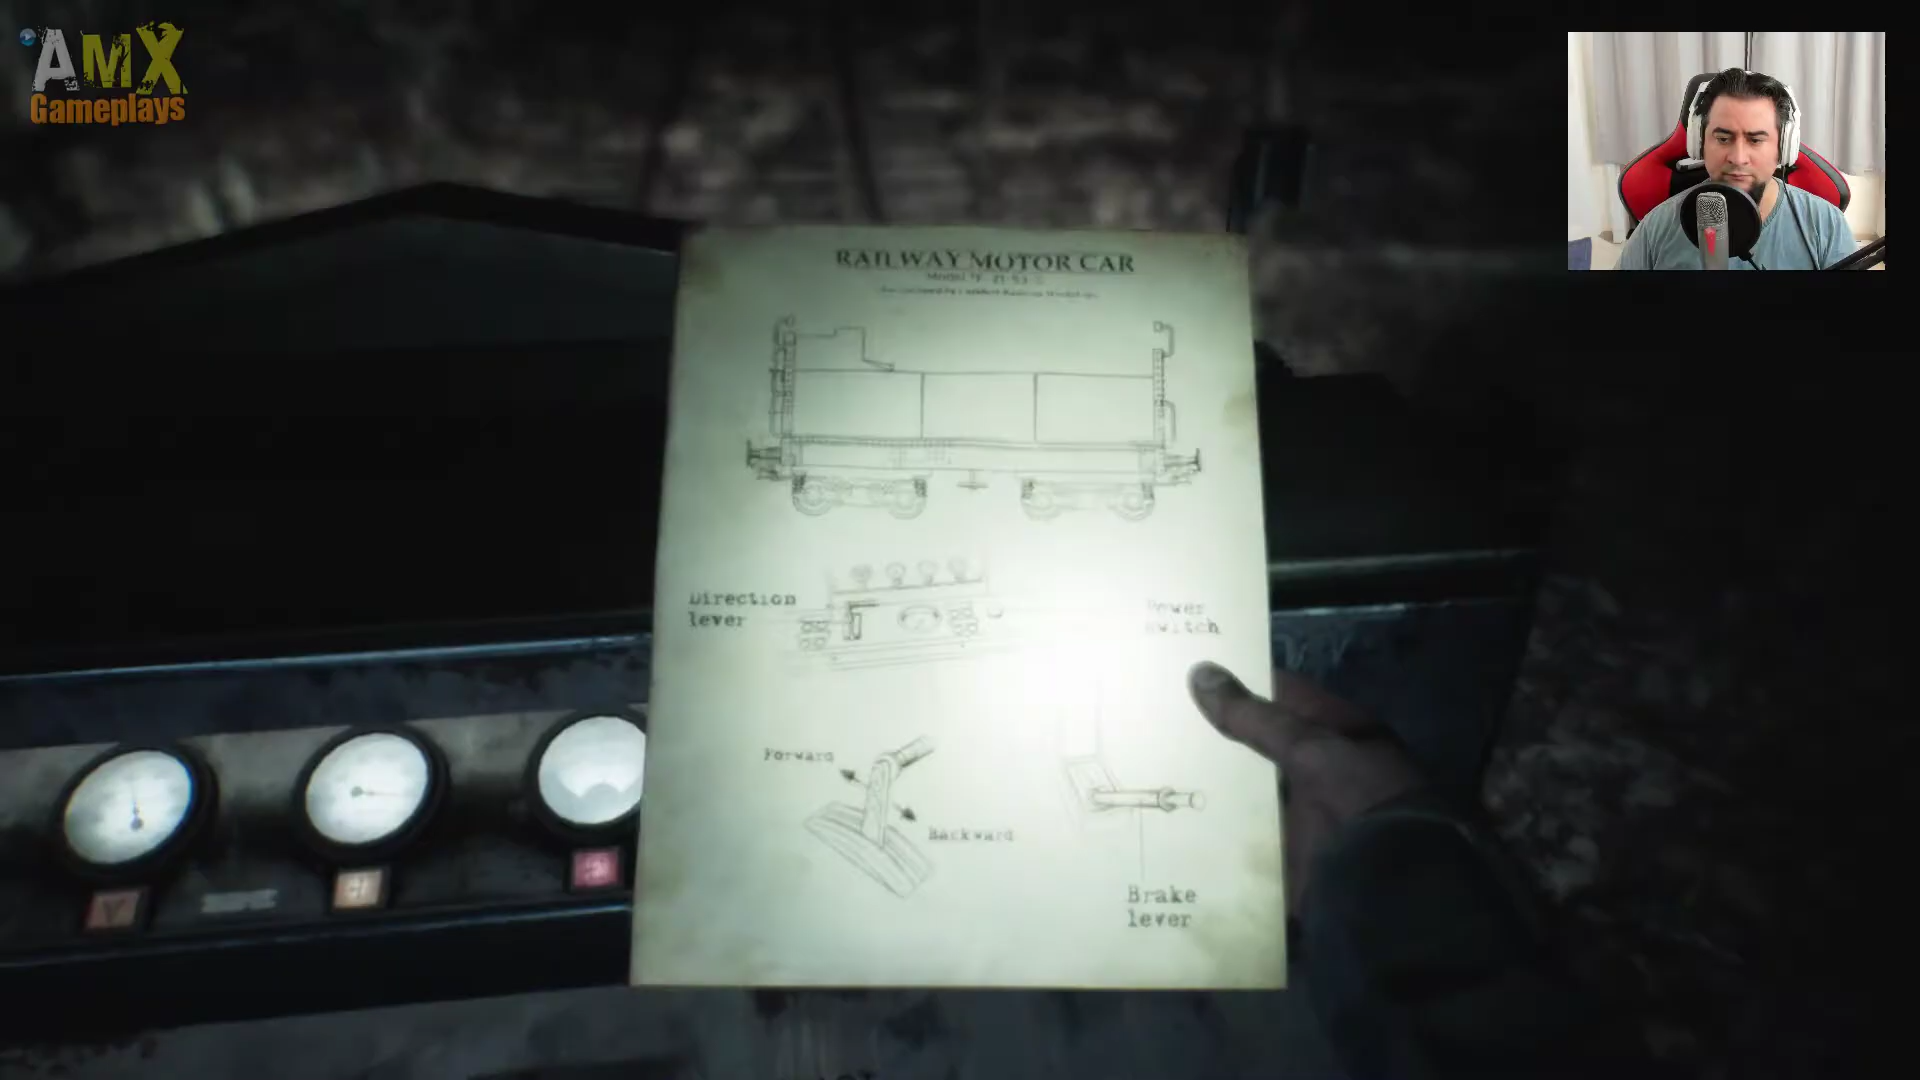 AMX
Gameplays
RAILWAY MOTOR CAR
Direction
lever
Power
switch
Forward
Backward
Brake
lever